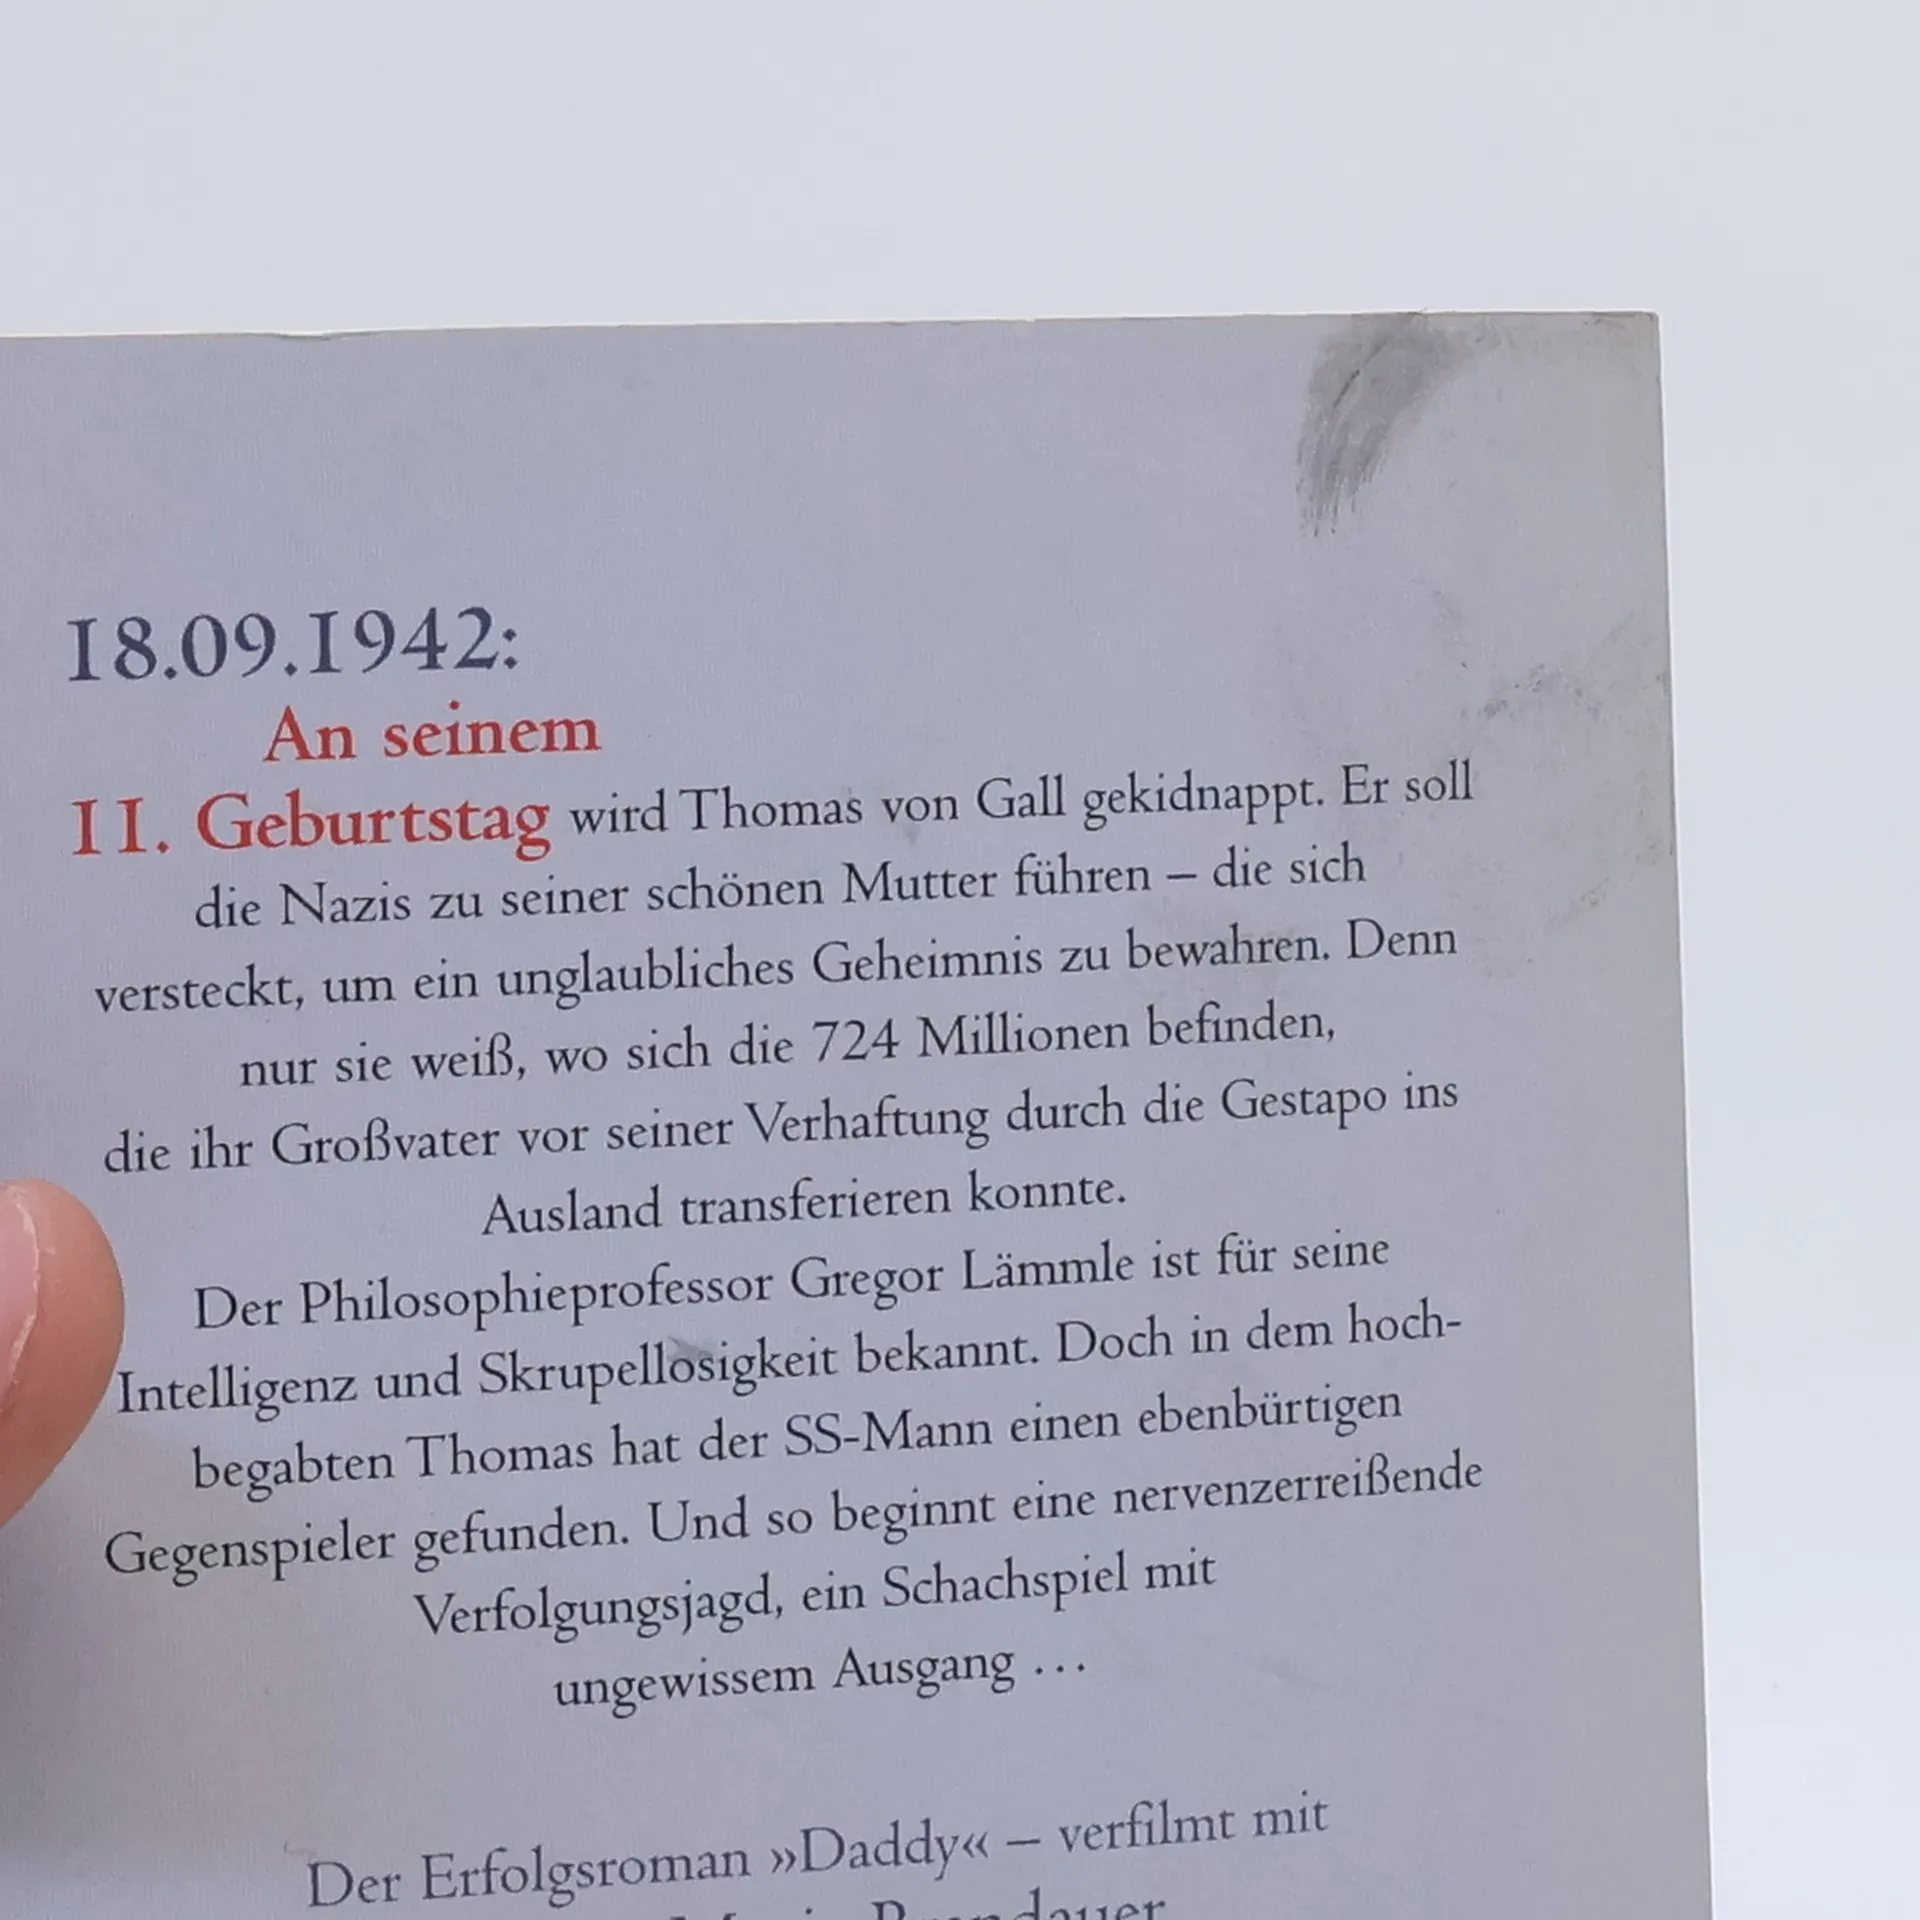 18.09.1942:
An seinem
11. Geburtstag wird Thomas von Gall gekidnappt. Er soll
die Nazis zu seiner schönen Mutter führen – die sich
versteckt, um ein unglaubliches Geheimnis zu bewahren. Denn
nur sie weiß, wo sich die 724 Millionen befinden,
die ihr Großvater vor seiner Verhaftung durch die Gestapo ins
Ausland transferieren konnte.
Der Philosophieprofessor Gregor Lämmle ist für seine
Intelligenz und Skrupellosigkeit bekannt. Doch in dem hoch-
begabten Thomas hat der SS-Mann einen ebenbürtigen
Gegenspieler gefunden. Und so beginnt eine nervenzerreißende
Verfolgungsjagd, ein Schachspiel mit
ungewissem Ausgang ...
Der Erfolgsroman »Daddy« – verfilmt mit
Brandauer